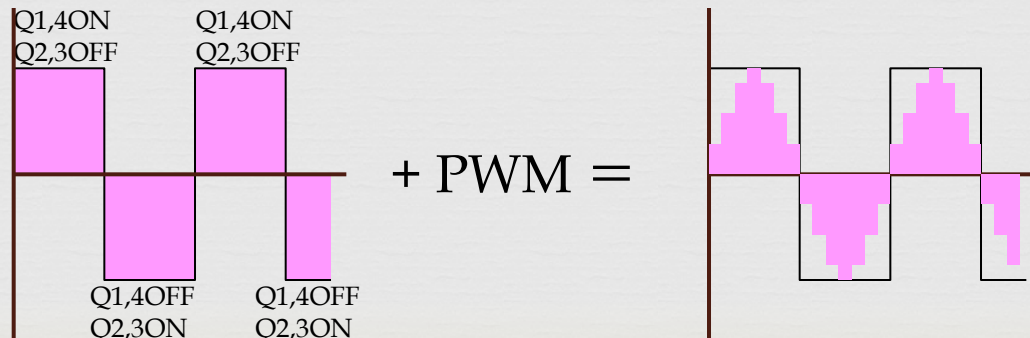 Q1,4ON
Q2,3OFF
Q1,4ON
Q2,3OFF
+ PWM =
Q1,4OFF
Q2,3ON
Q1,4OFF
Q2,3ON